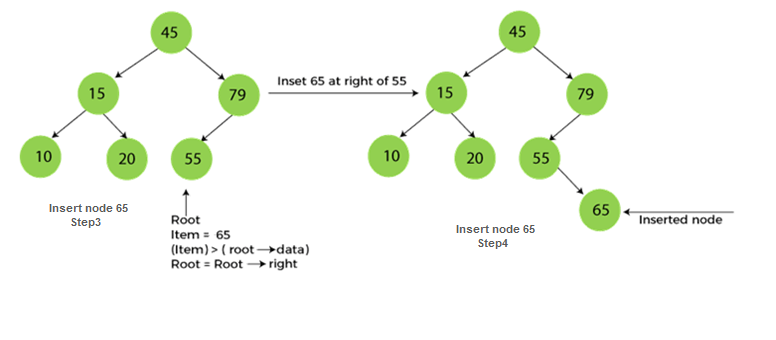 45
15
79
10
20
55
Insert node 65
Step3
Root
Item = 65
(Item) > ( root → data)
Root = Root → right
Inset 65 at right of 55
45
15
79
10
20
55
65
Inserted node
Insert node 65
Step4